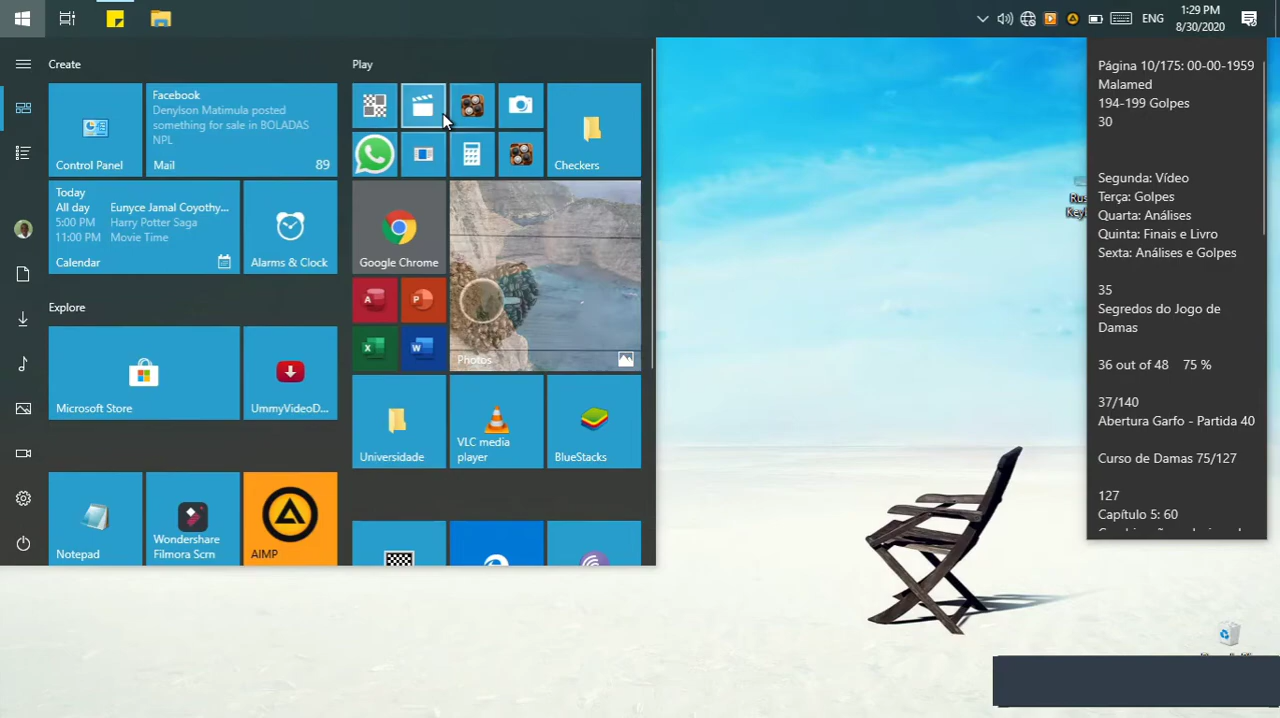 ENG
1:29 PM
8/30/2020
Create
Control Panel
Facebook
Denylson Matimula posted
something for sale in BOLADAS
NPL
Mail 89
Today
All day Eunyce Jamal Coyothy...
5:00 PM Harry Potter Saga
11:00 PM Movie Time
Calendar
Alarms & Clock
Explore
Microsoft Store
UmmyVideoD...
Notepad
Wondershare
Filmora Scrn
AIMP
Play
Checkers
Google Chrome
Photos
Universidade
VLC media
player
BlueStacks
Página 10/175: 00-00-1959
Malamed
194-199 Golpes
30
Segunda: Vídeo
Terça: Golpes
Quarta: Análises
Quinta: Finais e Livro
Sexta: Análises e Golpes
35
Segredos do Jogo de
Damas
36 out of 48 75 %
37/140
Abertura Garfo - Partida 40
Curso de Damas 75/127
127
Capítulo 5: 60